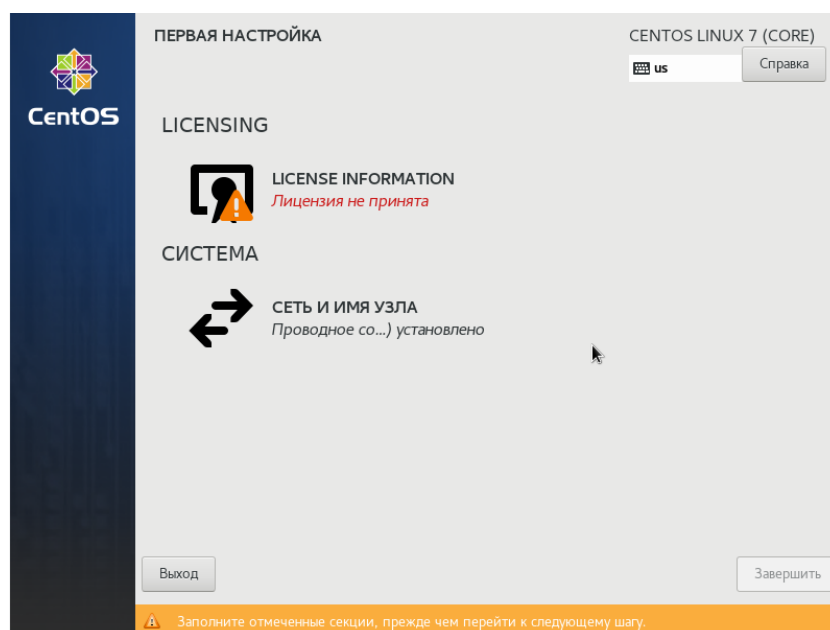 ПЕРВАЯ НАСТРОЙКА
CENTOS LINUX 7 (CORE)
us
Справка
CentOS
LICENSING
LICENSE INFORMATION
Лицензия не принята
СИСТЕМА
СЕТЬ И ИМЯ УЗЛА
Проводное со...) установлено
Выход
Завершить
Заполните отмеченные секции, прежде чем перейти к следующему шагу.